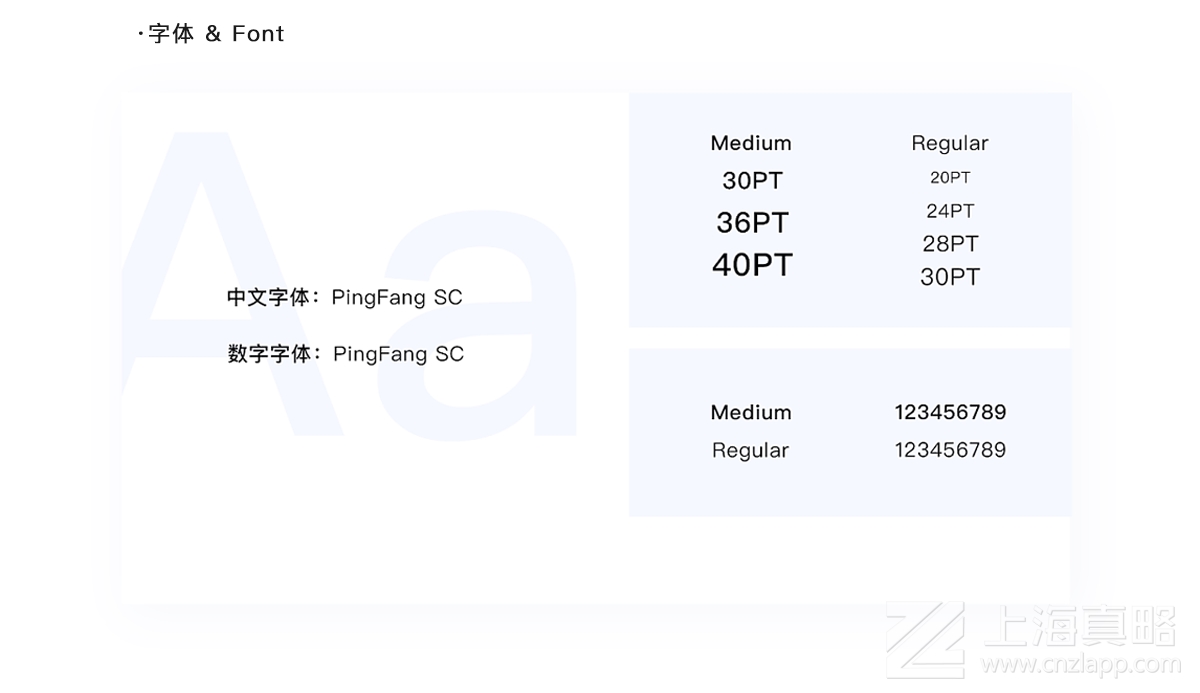 ·字体 & Font
Aa
中文字体：PingFang SC
数字字体：PingFang SC
Medium
30PT
36PT
40PT
Regular
20PT
24PT
28PT
30PT
Medium 123456789
Regular 123456789
上海真略
www.cnzlapp.com